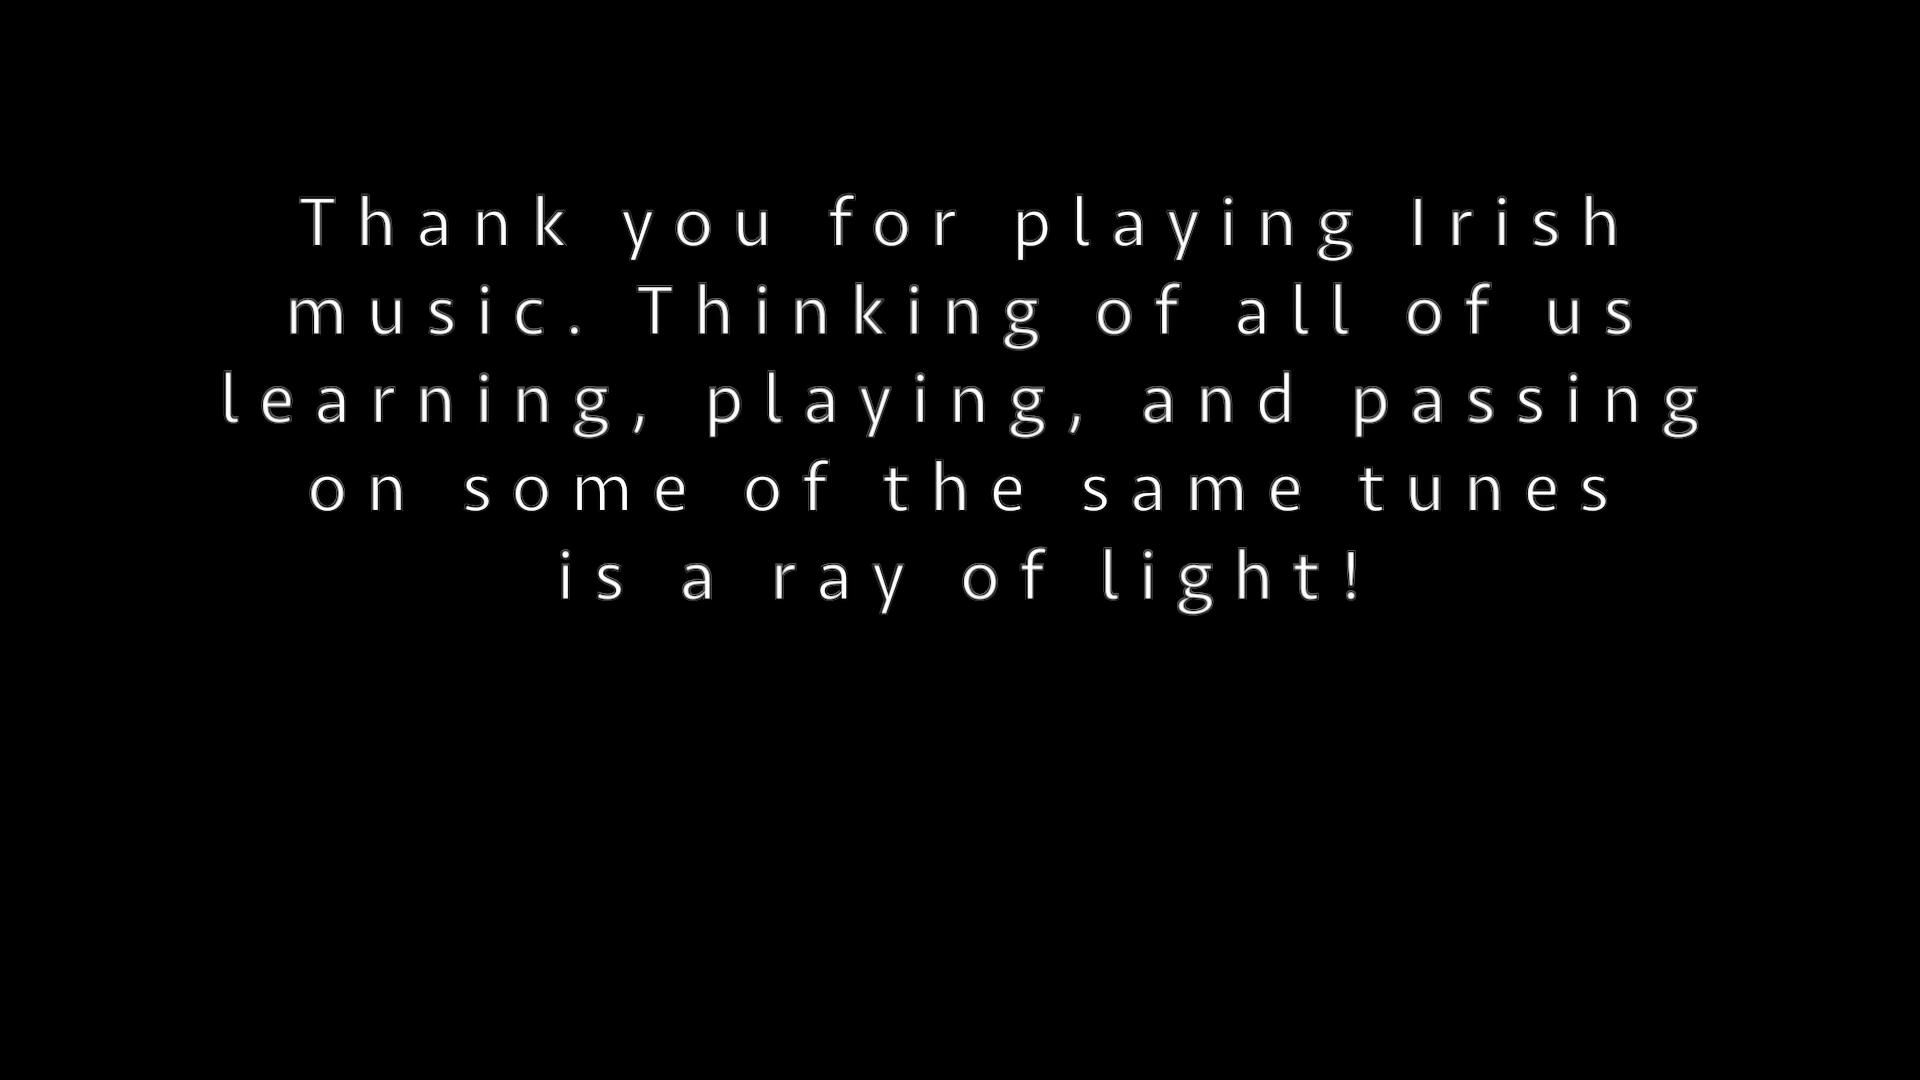 Thank you for playing Irish
music. Thinking of all of us
learning, playing, and passing
on some of the same tunes
is a ray of light!